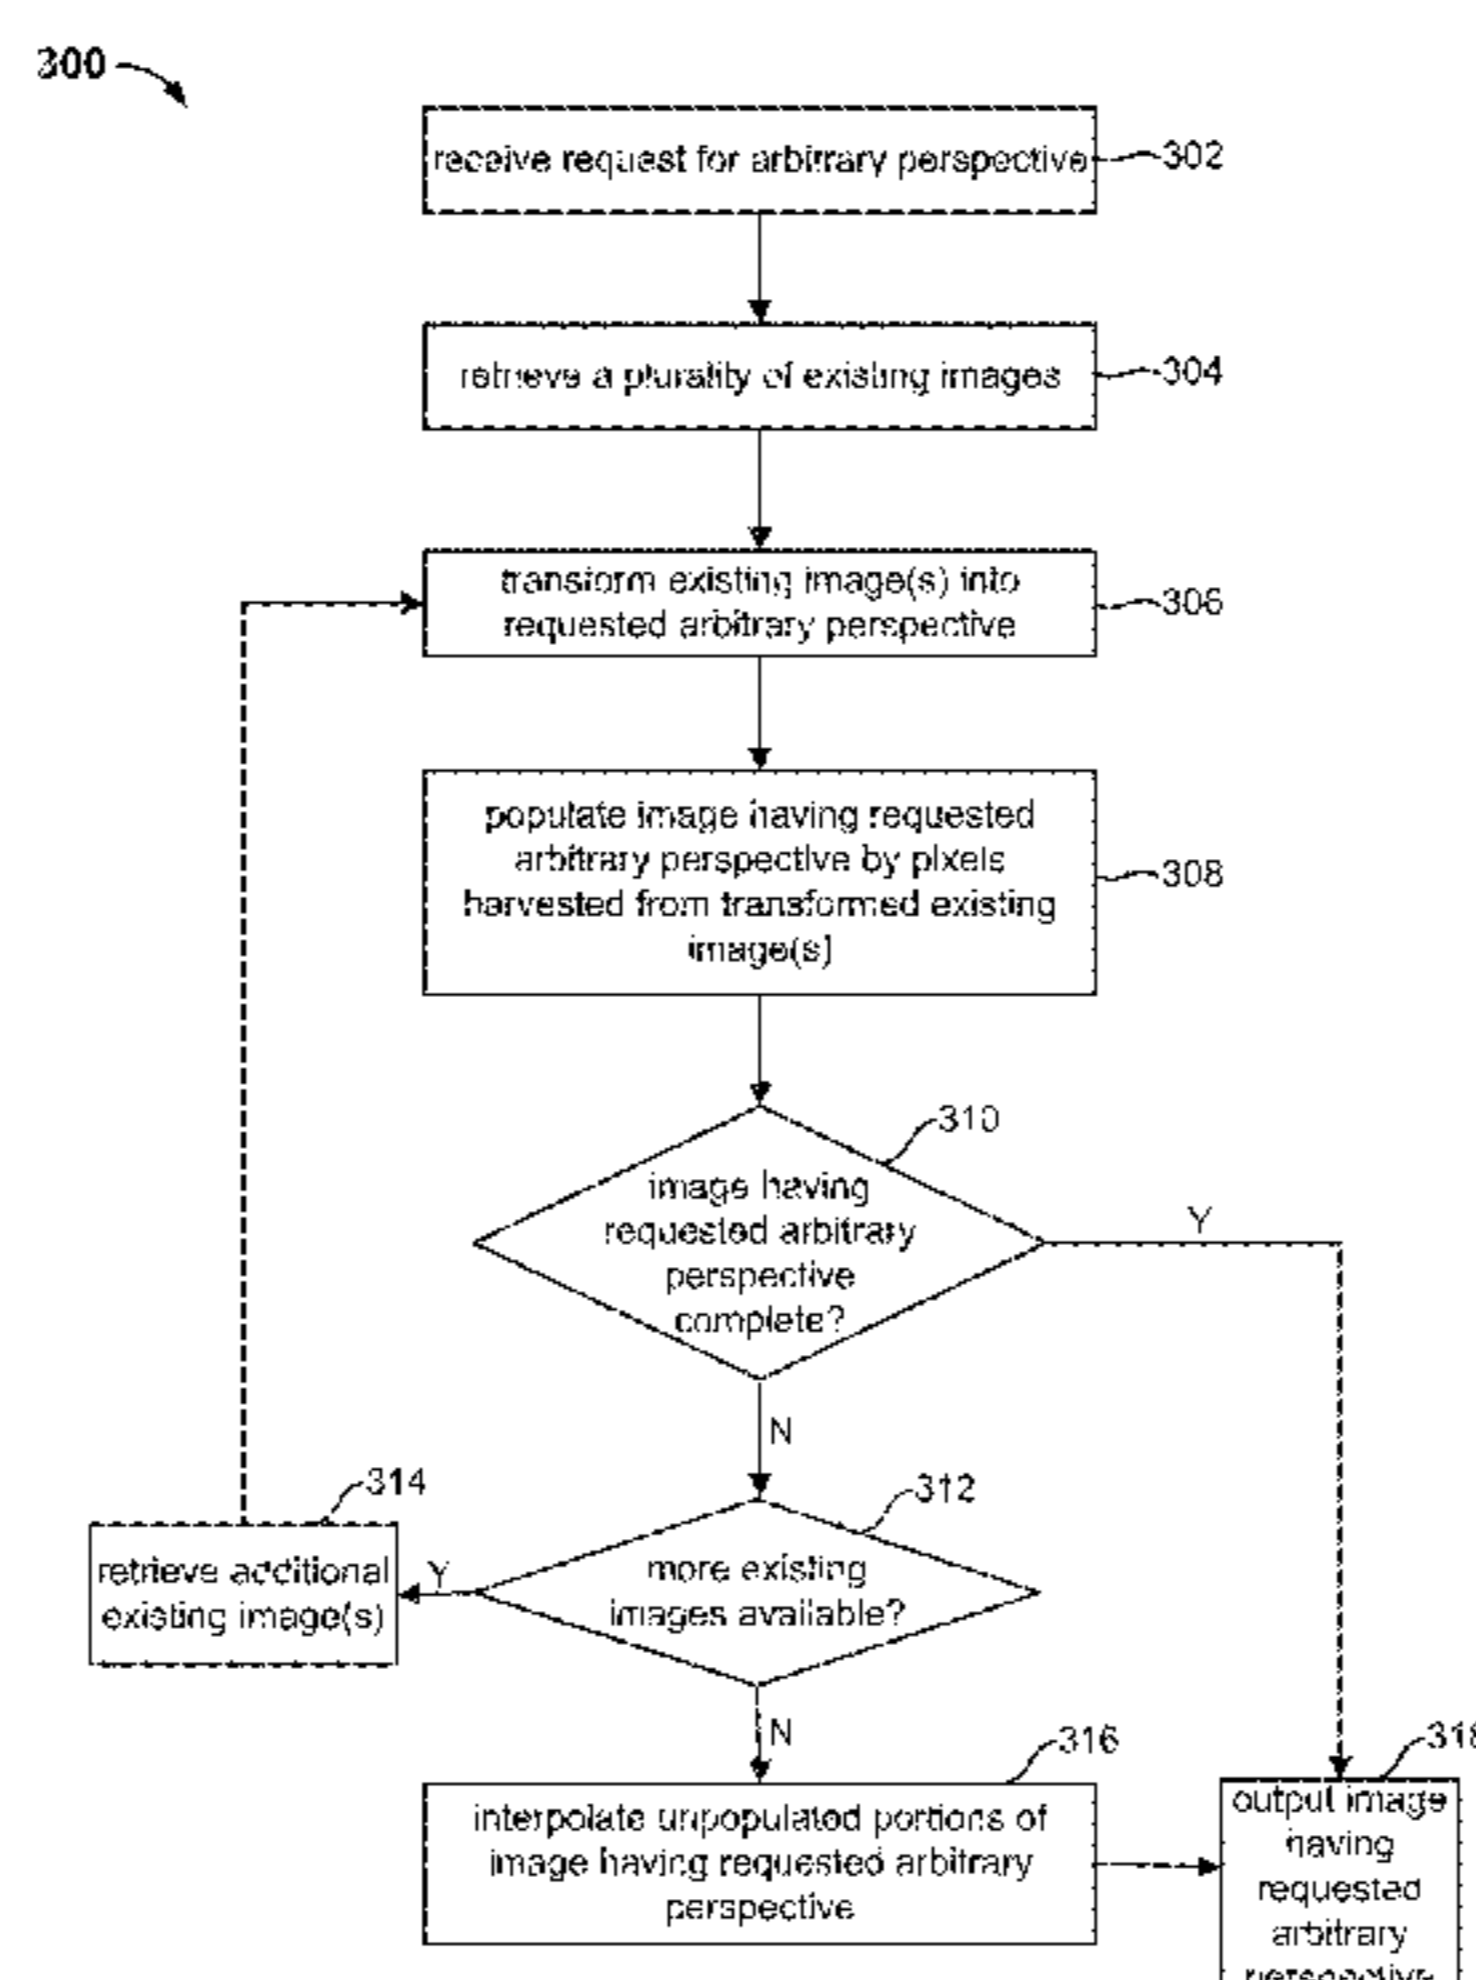 300
receive request for arbitrary perspective
302
retrieve a plurality of existing images
304
transform existing image(s) into
requested arbitrary perspective
306
populate image having requested
arbitrary perspective by pixels
harvested from transformed existing
image(s)
308
310
image having
requested arbitrary
perspective
complete?
Y
N
314
312
retrieve additional
existing image(s)
Y
more existing
images available?
N
316
318
interpolate unpopulated portions of
image having requested arbitrary
perspective
output image
having
requested
arbitrary
perspective